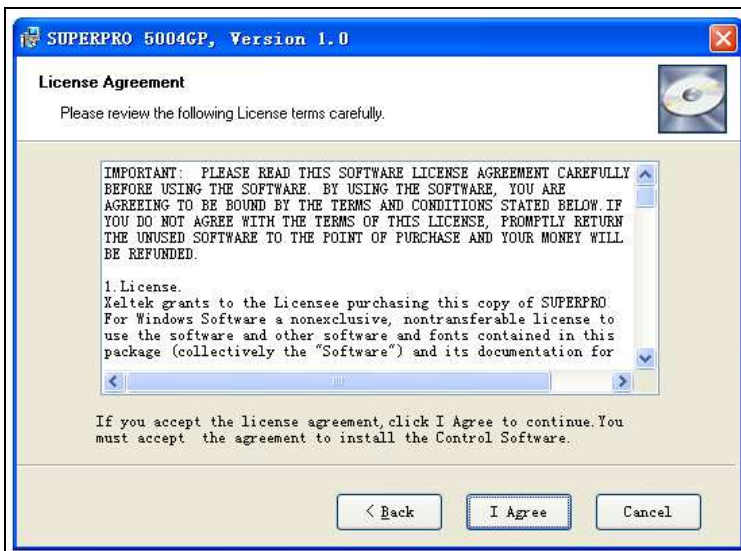 SUPERPRO 5004GP, Version 1.0
License Agreement
Please review the following License terms carefully.
IMPORTANT:  PLEASE READ THIS SOFTWARE LICENSE AGREEMENT CAREFULLY
BEFORE USING THE SOFTWARE. BY USING THE SOFTWARE, YOU ARE
AGREEING TO BE BOUND BY THE TERMS AND CONDITIONS STATED BELOW.IF
YOU DO NOT AGREE WITH THE TERMS OF THIS LICENSE, PROMPTLY RETURN
THE UNUSED SOFTWARE TO THE POINT OF PURCHASE AND YOUR MONEY WILL
BE REFUNDED.
1.License.
Xeltek grants to the Licensee purchasing this copy of SUPERPRO
For Windows Software a nonexclusive, nontransferable license to
use the software and other software and fonts contained in this
package (collectively the "Software") and its documentation for
If you accept the license agreement,click I Agree to continue.You
must accept  the agreement to install the Control Software.
< Back
I Agree
Cancel